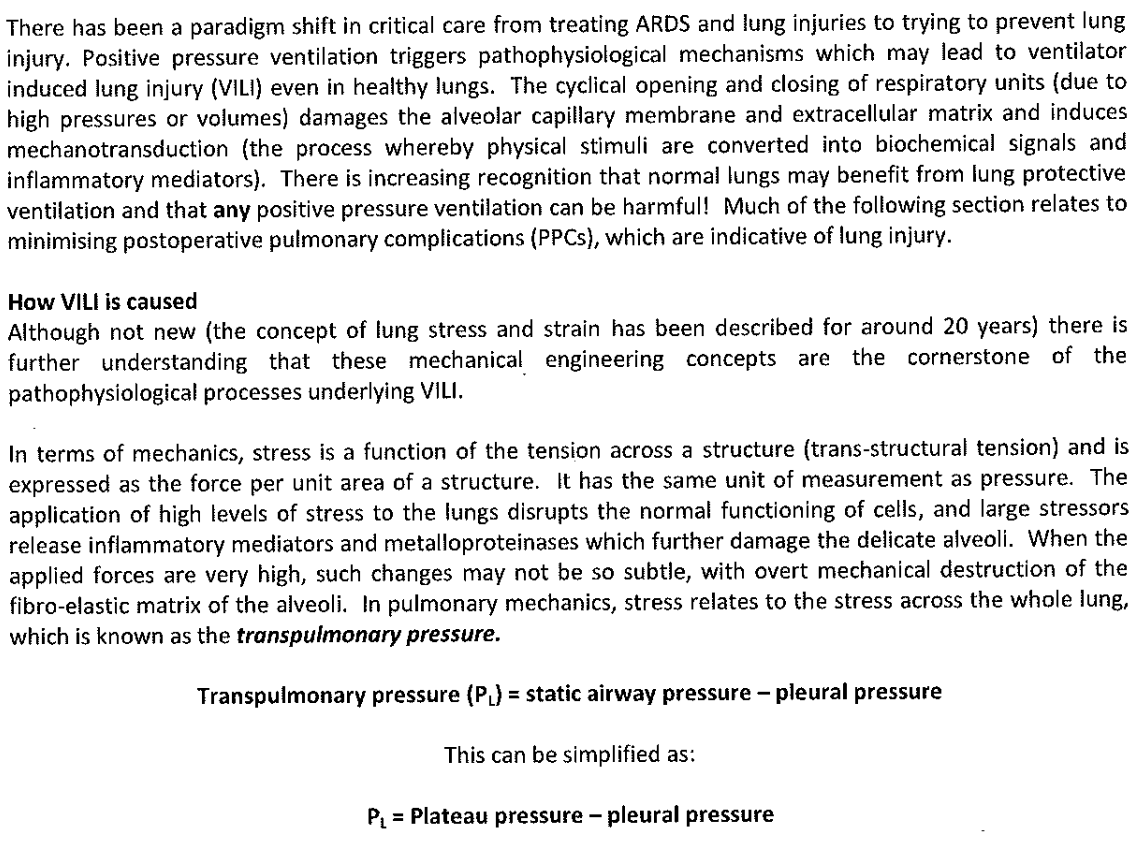 There has been a paradigm shift in critical care from treating ARDS and lung injuries to trying to prevent lung
injury. Positive pressure ventilation triggers pathophysiological mechanisms which may lead to ventilator
induced lung injury (VILI) even in healthy lungs. The cyclical opening and closing of respiratory units (due to
high pressures or volumes) damages the alveolar capillary membrane and extracellular matrix and induces
mechanotransduction (the process whereby physical stimuli are converted into biochemical signals and
inflammatory mediators). There is increasing recognition that normal lungs may benefit from lung protective
ventilation and that any positive pressure ventilation can be harmful! Much of the following section relates to
minimising postoperative pulmonary complications (PPCs), which are indicative of lung injury.
How VILI is caused
Although not new (the concept of lung stress and strain has been described for around 20 years) there is
further understanding that these mechanical engineering concepts are the cornerstone of the
pathophysiological processes underlying VILI.
In terms of mechanics, stress is a function of the tension across a structure (trans-structural tension) and is
expressed as the force per unit area of a structure. It has the same unit of measurement as pressure. The
application of high levels of stress to the lungs disrupts the normal functioning of cells, and large stressors
release inflammatory mediators and metalloproteinases which further damage the delicate alveoli. When the
applied forces are very high, such changes may not be so subtle, with overt mechanical destruction of the
fibro-elastic matrix of the alveoli. In pulmonary mechanics, stress relates to the stress across the whole lung,
which is known as the transpulmonary pressure.
Transpulmonary pressure (PL) = static airway pressure – pleural pressure
This can be simplified as:
PL = Plateau pressure – pleural pressure